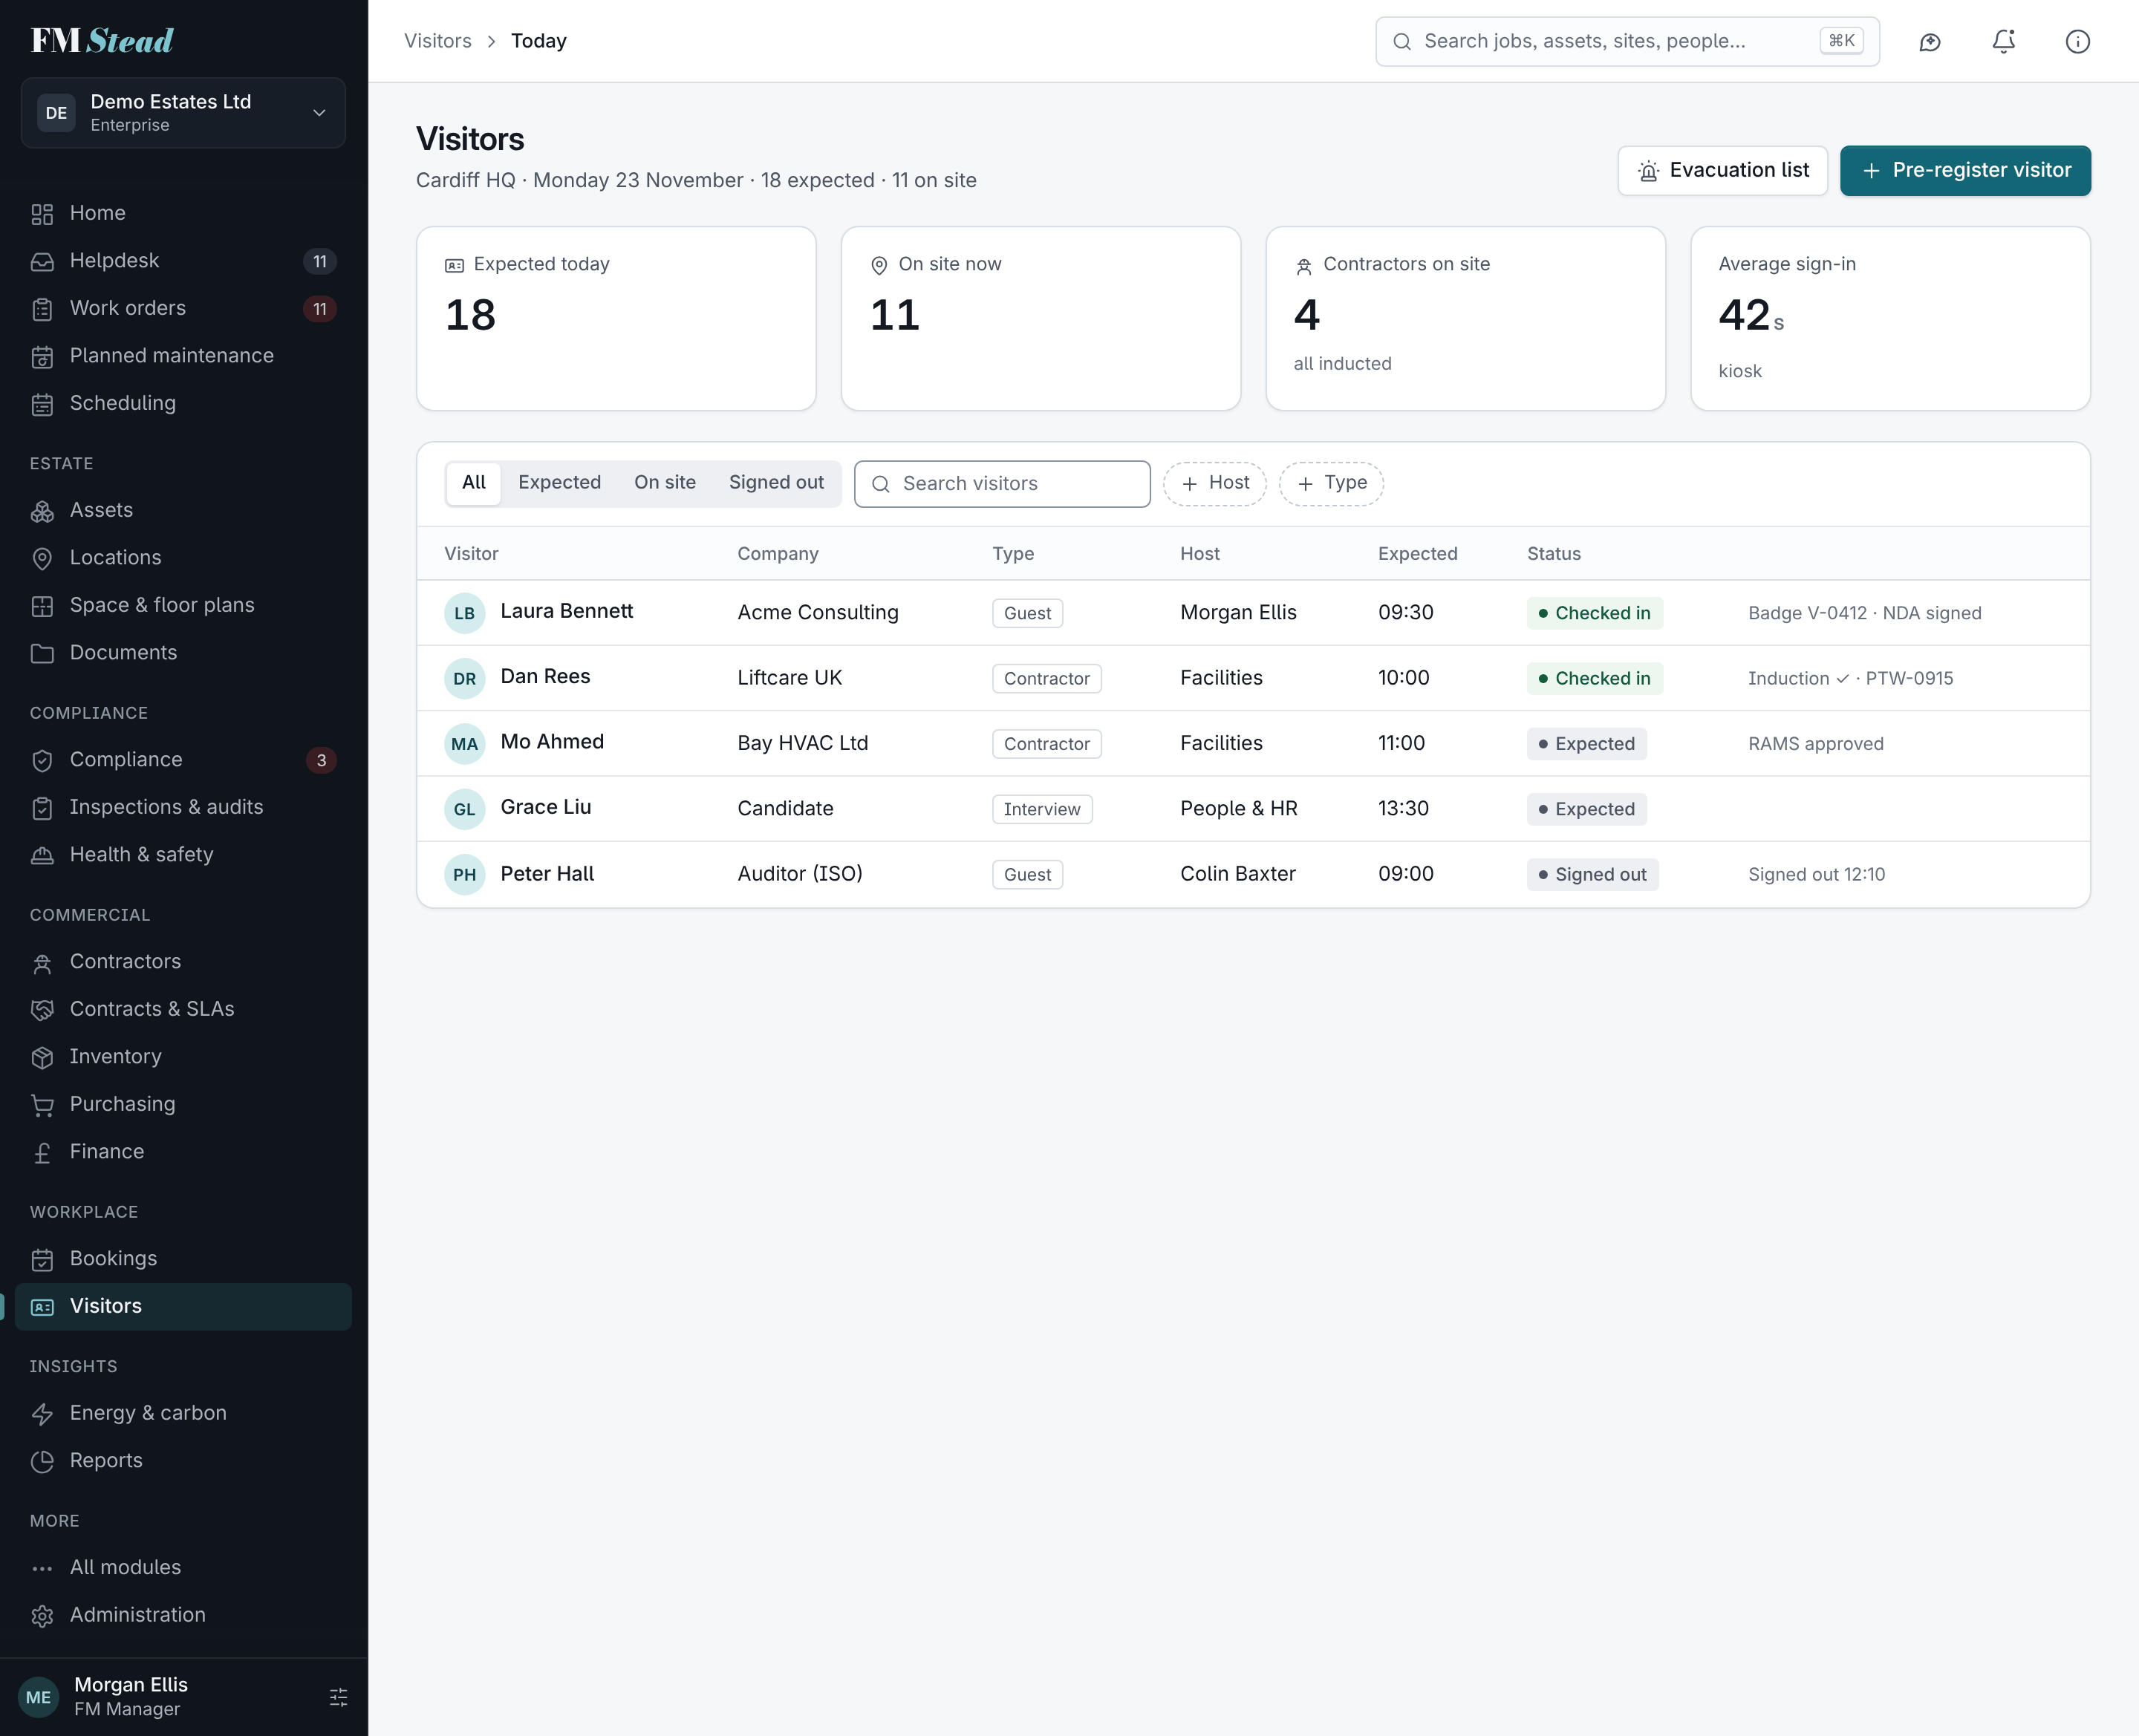 FM Stead
DE
Demo Estates Ltd
Enterprise
Home
Helpdesk 11
Work orders 11
Planned maintenance
Scheduling
ESTATE
Assets
Locations
Space & floor plans
Documents
COMPLIANCE
Compliance 3
Inspections & audits
Health & safety
COMMERCIAL
Contractors
Contracts & SLAs
Inventory
Purchasing
Finance
WORKPLACE
Bookings
Visitors
INSIGHTS
Energy & carbon
Reports
MORE
All modules
Administration
ME
Morgan Ellis
FM Manager
Visitors > Today
Search jobs, assets, sites, people... ⌘K
Visitors
Cardiff HQ · Monday 23 November · 18 expected · 11 on site
Evacuation list
+ Pre-register visitor
Expected today
18
On site now
11
Contractors on site
4
all inducted
Average sign-in
42 s
kiosk
All Expected On site Signed out Search visitors + Host + Type
Visitor Company Type Host Expected Status
LB Laura Bennett Acme Consulting Guest Morgan Ellis 09:30 Checked in Badge V-0412 · NDA signed
DR Dan Rees Liftcare UK Contractor Facilities 10:00 Checked in Induction ✓ · PTW-0915
MA Mo Ahmed Bay HVAC Ltd Contractor Facilities 11:00 Expected RAMS approved
GL Grace Liu Candidate Interview People & HR 13:30 Expected
PH Peter Hall Auditor (ISO) Guest Colin Baxter 09:00 Signed out Signed out 12:10